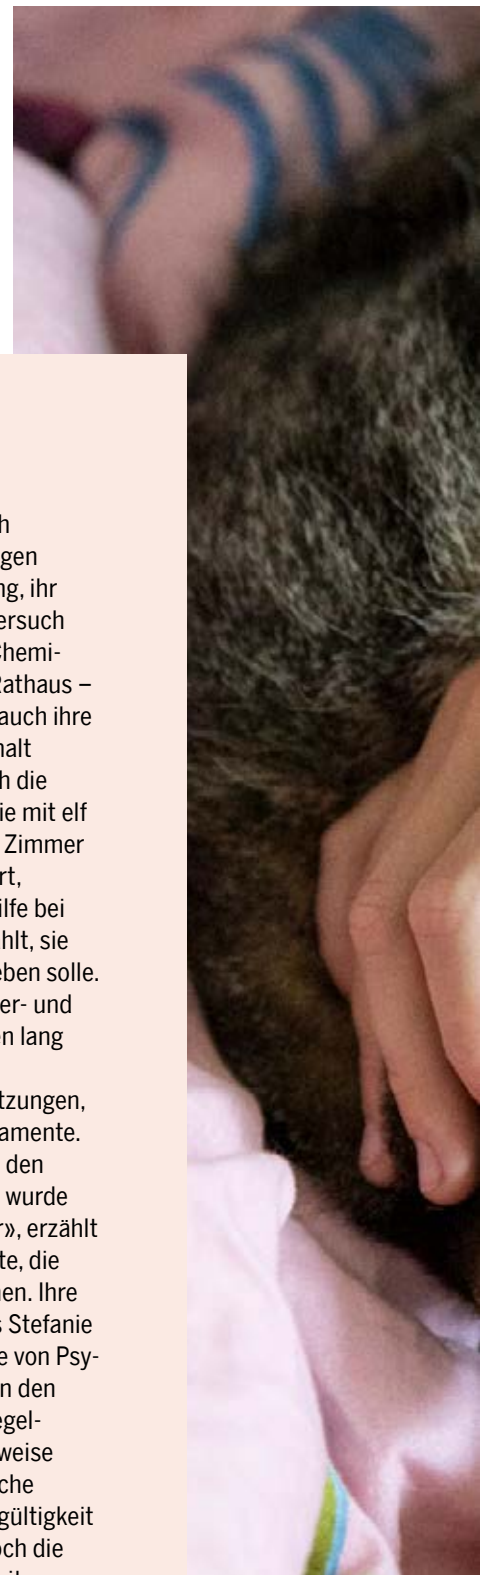 h
gen
ng, ihr
ersuch
Chemi-
Rathaus –
auch ihre
halt
h die
ie mit elf
Zimmer
rt,
ilfe bei
hlt, sie
eben solle.
er- und
en lang
tzungen,
amente.
den
wurde
r», erzählt
te, die
nen. Ihre
s Stefanie
e von Psy-
n den
egel-
weise
che
gültigkeit
och die